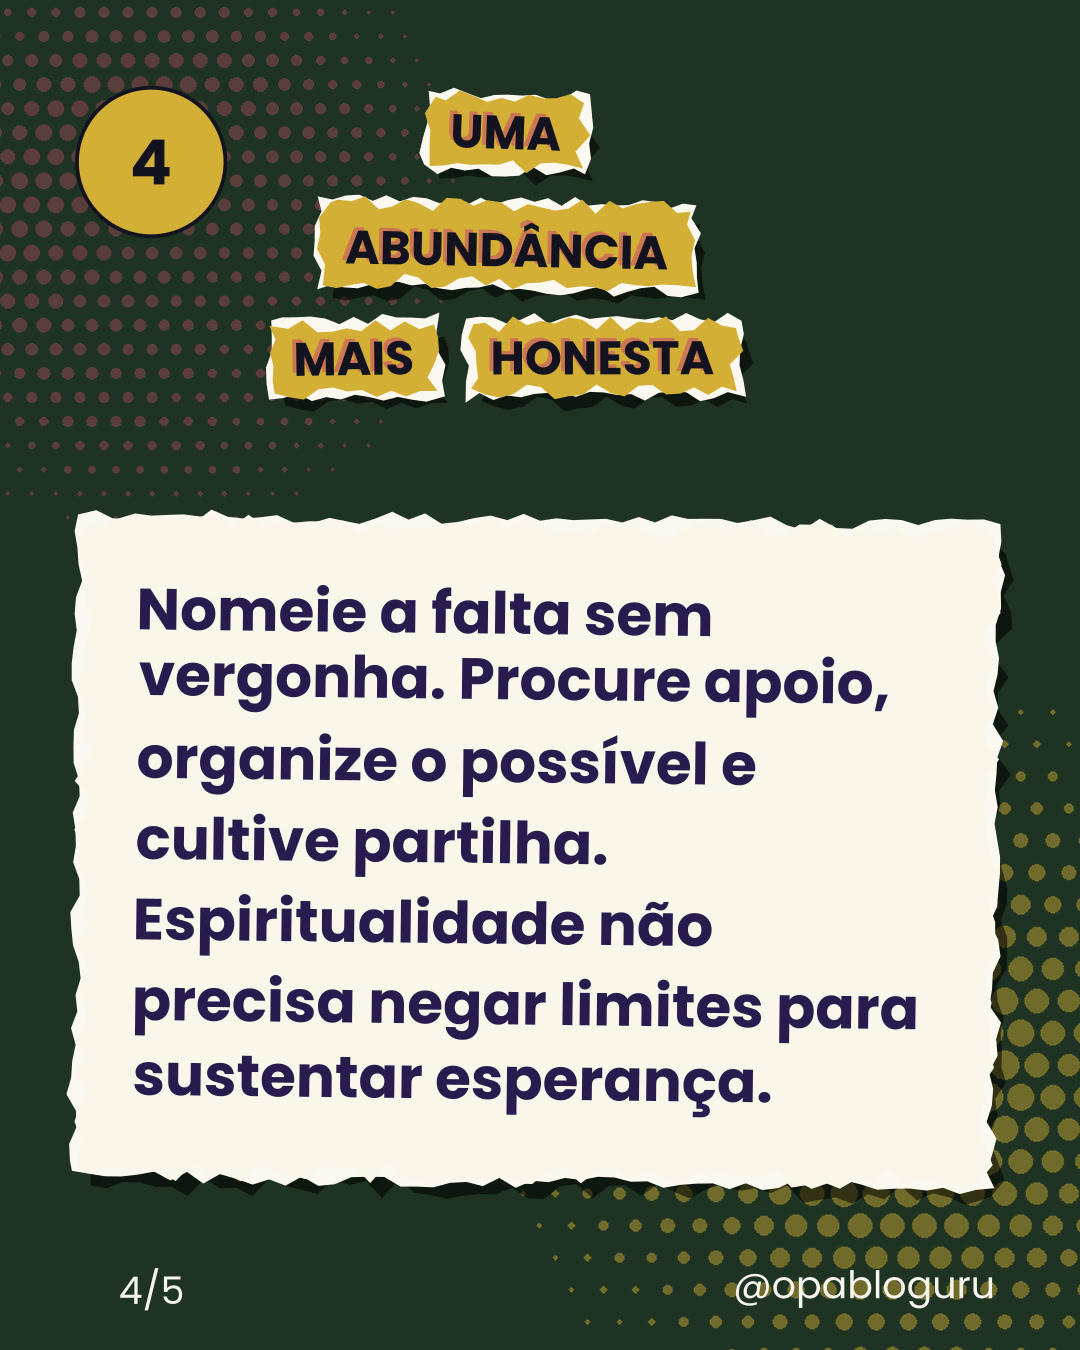 4
UMA
ABUNDÂNCIA
MAIS HONESTA
Nomeie a falta sem
vergonha. Procure apoio,
organize o possível e
cultive partilha.
Espiritualidade não
precisa negar limites para
sustentar esperança.
4/5
@opabloguru